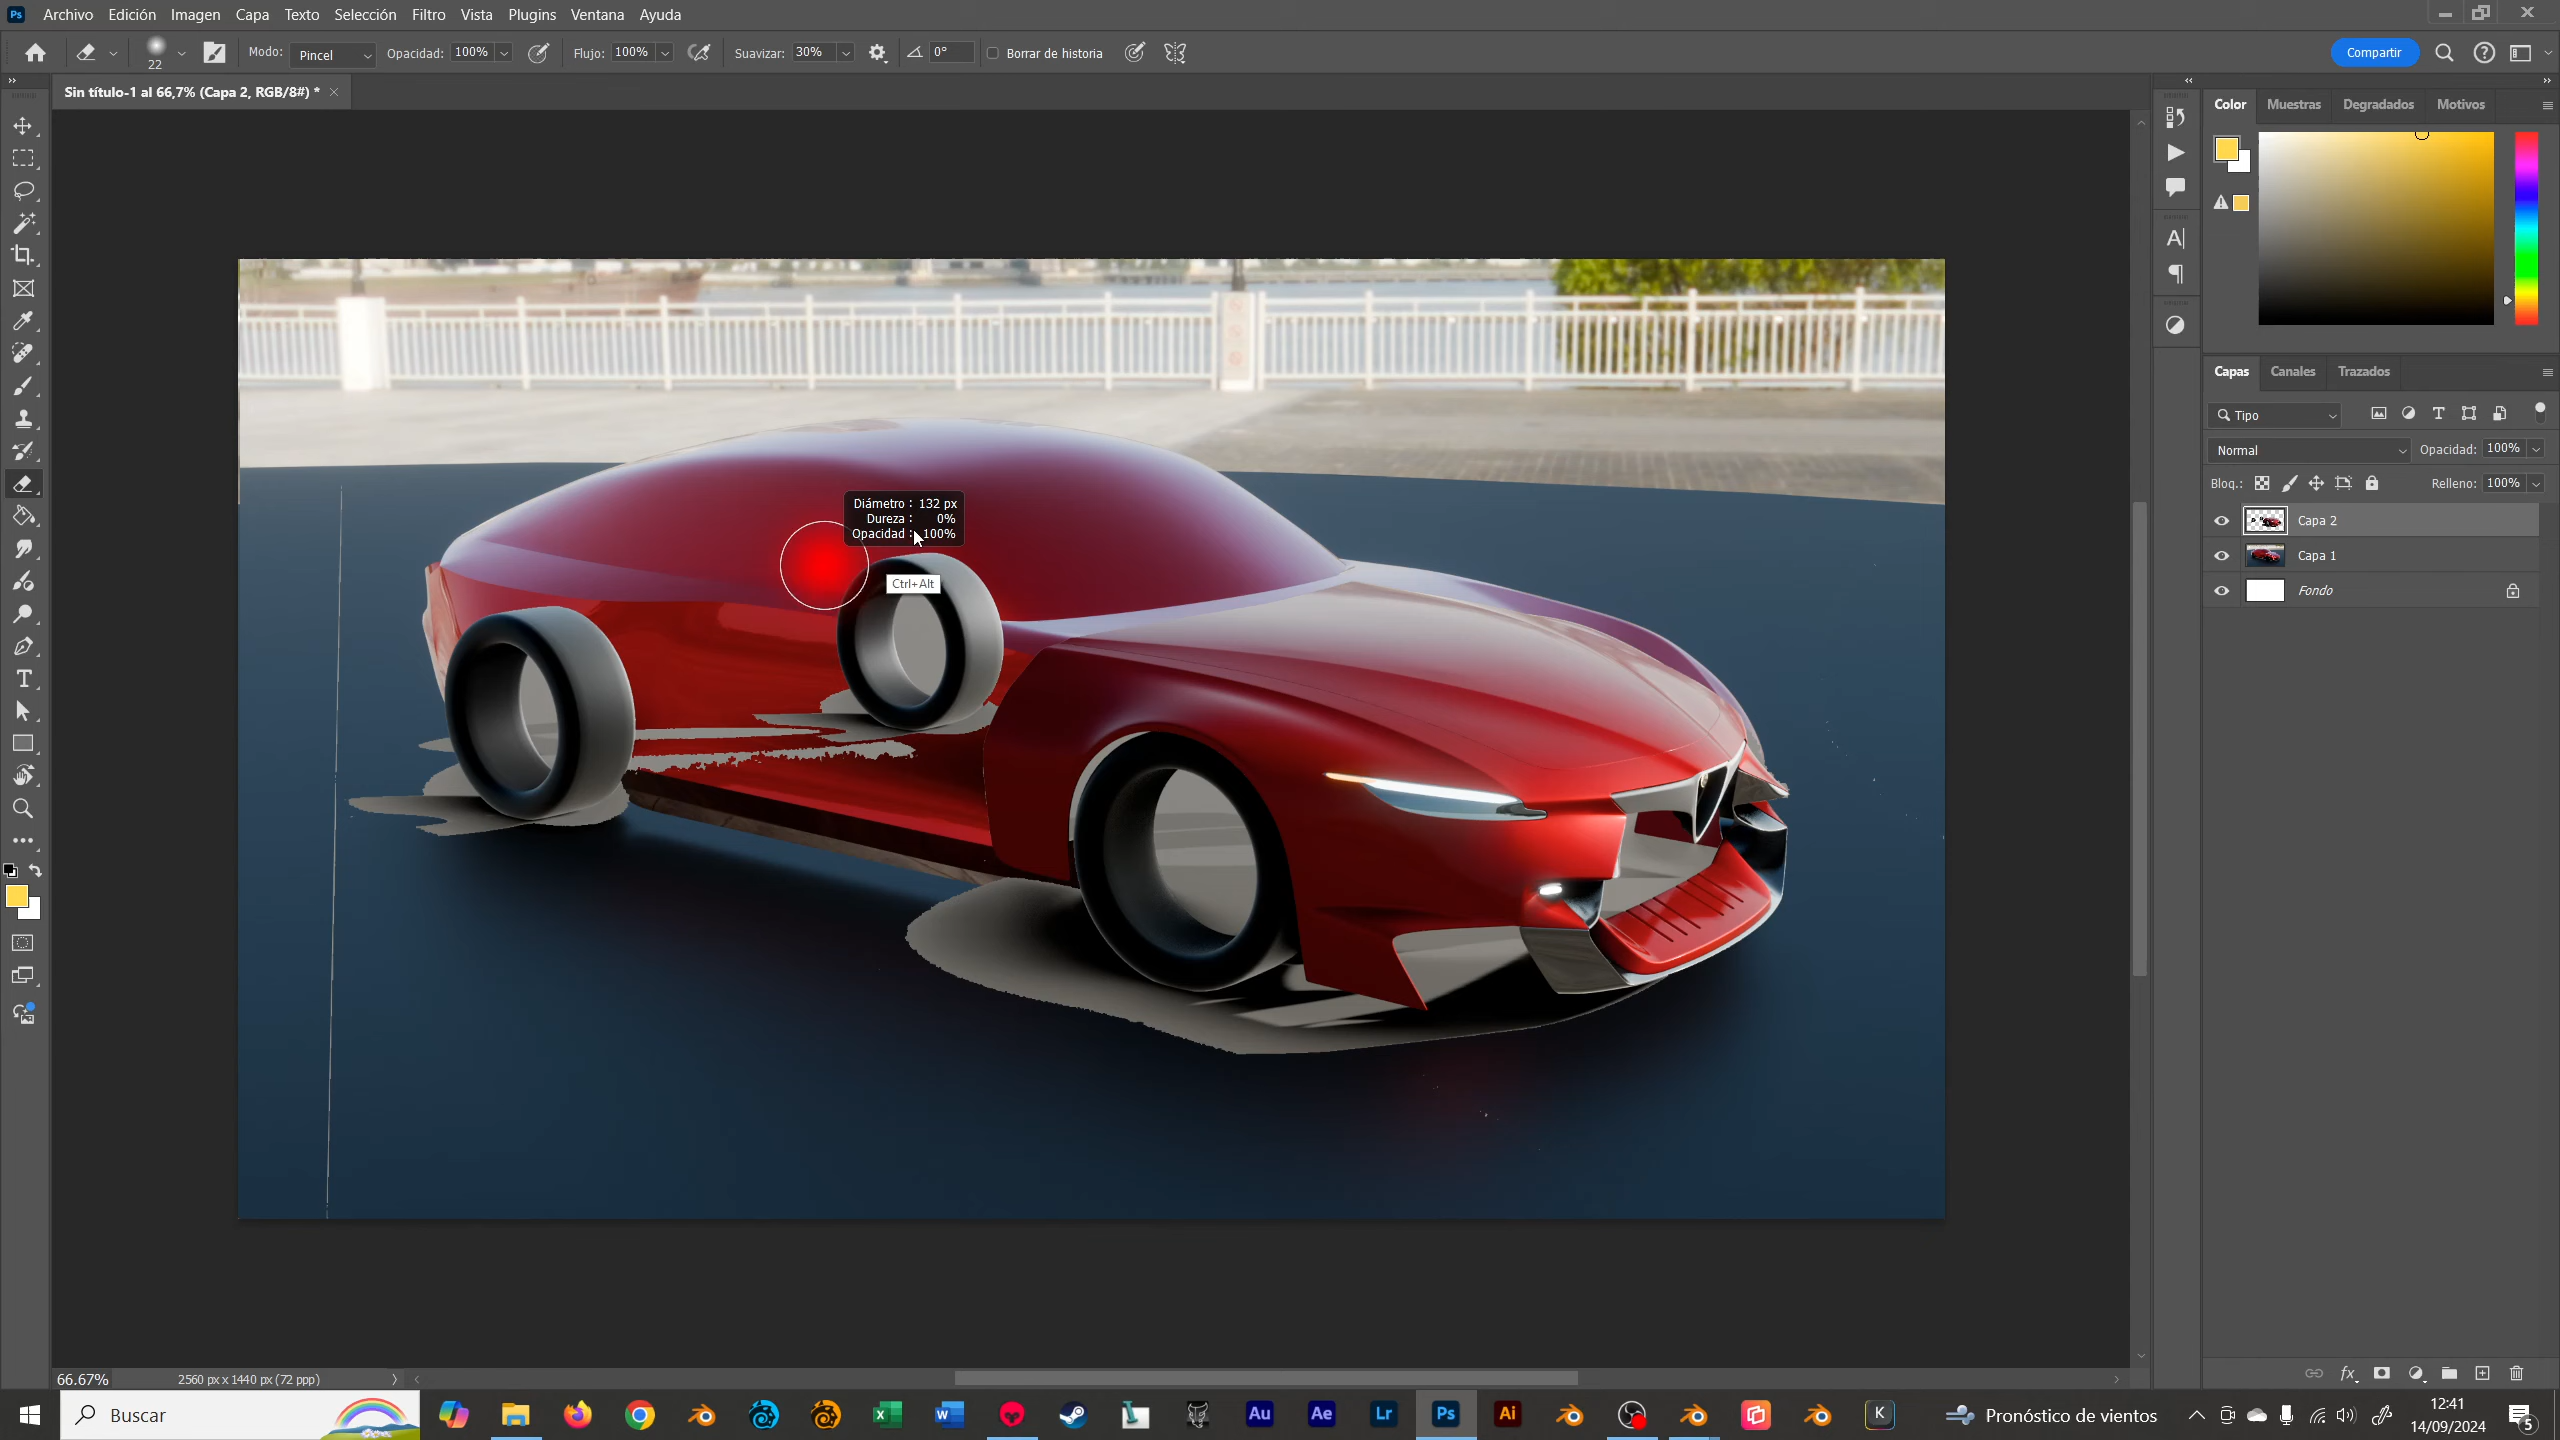 Ps Archivo Edición Imagen Capa Texto Selección Filtro Vista Plugins Ventana Ayuda
22 Modo: Pincel Opacidad: 100% Flujo: 100% Suavizar: 30% 0° Borrar de historia Compartir
Sin título-1 al 66,7% (Capa 2, RGB/8#) *
Color Muestras Degradados Motivos
Capas Canales Trazados
Tipo
Normal Opacidad: 100%
Bloq.: Relleno: 100%
Capa 2
Capa 1
Fondo
Diámetro : 132 px
Dureza : 0%
Opacidad : 100%
Ctrl+Alt
66.67% 2560 px x 1440 px (72 ppp)
Buscar
Au Ae Lr Ps Ai K
Pronóstico de vientos
12:41
14/09/2024
5